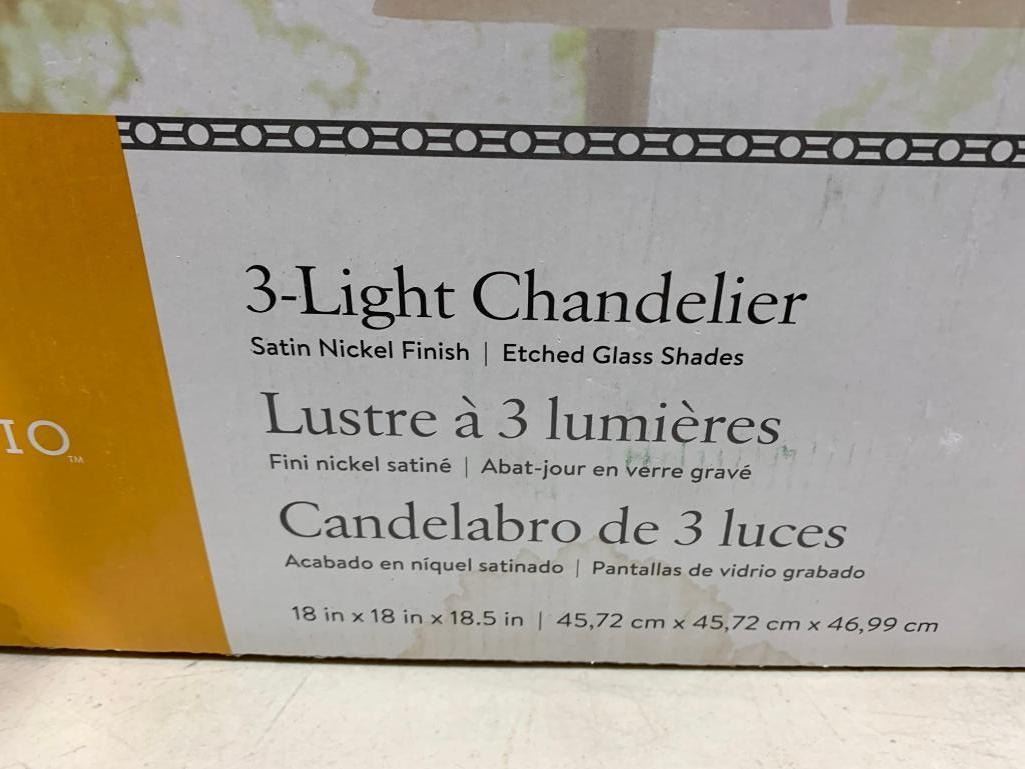 3-Light Chandelier
Satin Nickel Finish | Etched Glass Shades
Lustre à 3 lumières
Fini nickel satiné | Abat-jour en verre gravé
IO™
Candelabro de 3 luces
Acabado en níquel satinado | Pantallas de vidrio grabado
18 in x 18 in x 18.5 in | 45,72 cm x 45,72 cm x 46,99 cm